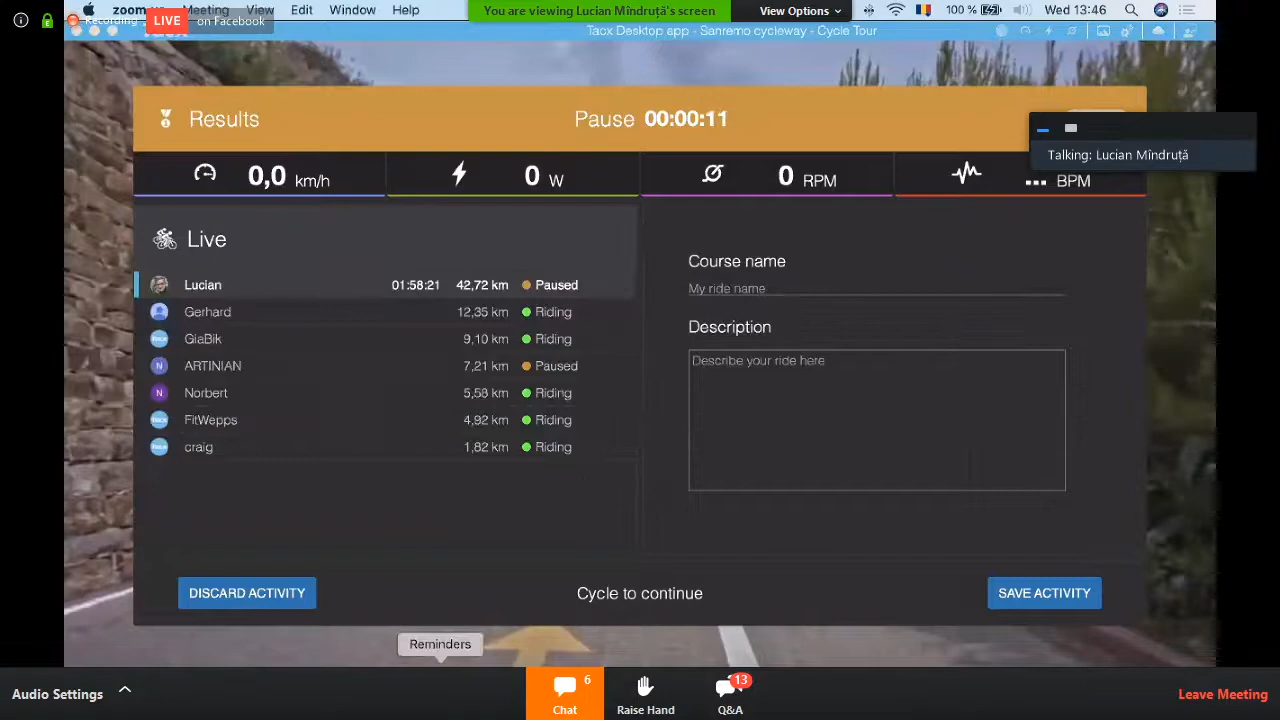 zoom.us Meeting View Edit Window Help
Recording LIVE on Facebook
You are viewing Lucian Mîndruță's screen
View Options
100 % Wed 13:46
Tacx Desktop app - Sanremo cycleway - Cycle Tour
Results Pause 00:00:11
Talking: Lucian Mîndruță
0,0 km/h 0 W 0 RPM ... BPM
Live
Lucian 01:58:21 42,72 km Paused
Gerhard 12,35 km Riding
GiaBik 9,10 km Riding
N ARTINIAN 7,21 km Paused
N Norbert 5,58 km Riding
FitWepps 4,92 km Riding
craig 1,82 km Riding
Course name
My ride name
Description
Describe your ride here
DISCARD ACTIVITY Cycle to continue SAVE ACTIVITY
Reminders
Audio Settings
Chat 6
Raise Hand
Q&A 13
Leave Meeting